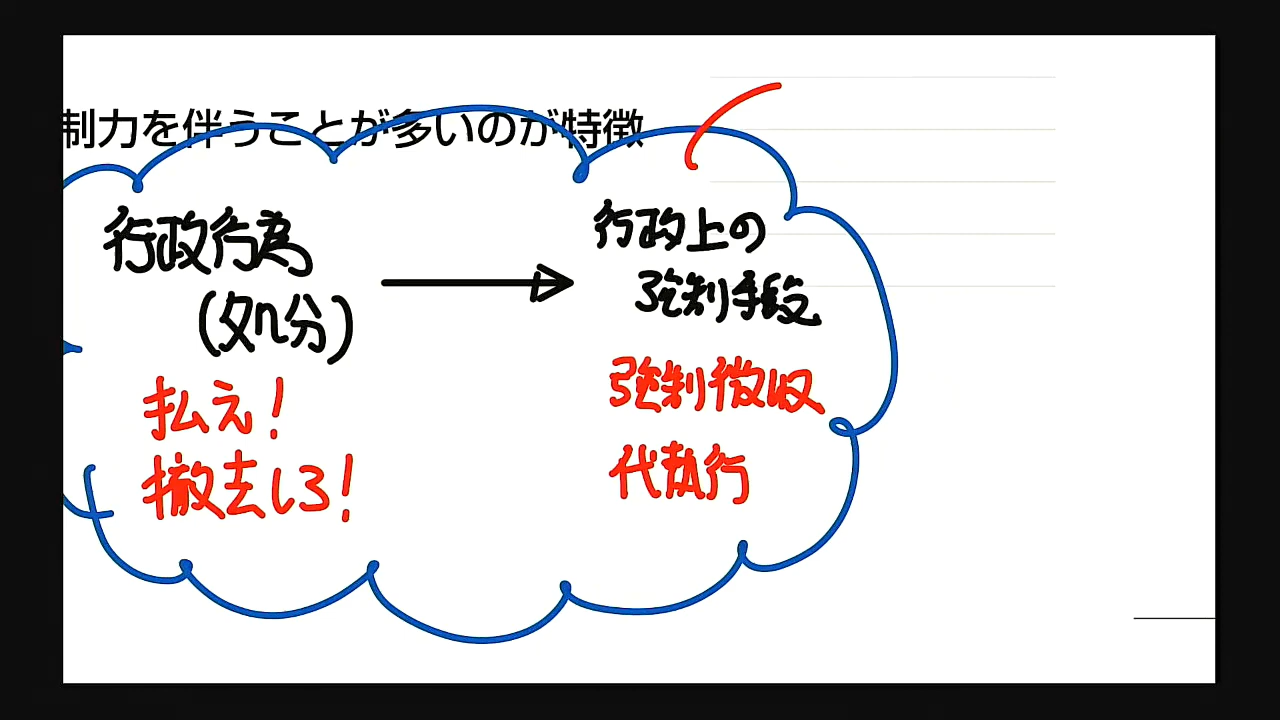 制力を伴うことが多いのが特徴
行政行為
(処分)
払え!
撤去しろ!
行政上の
強制手段
強制徴収
代執行